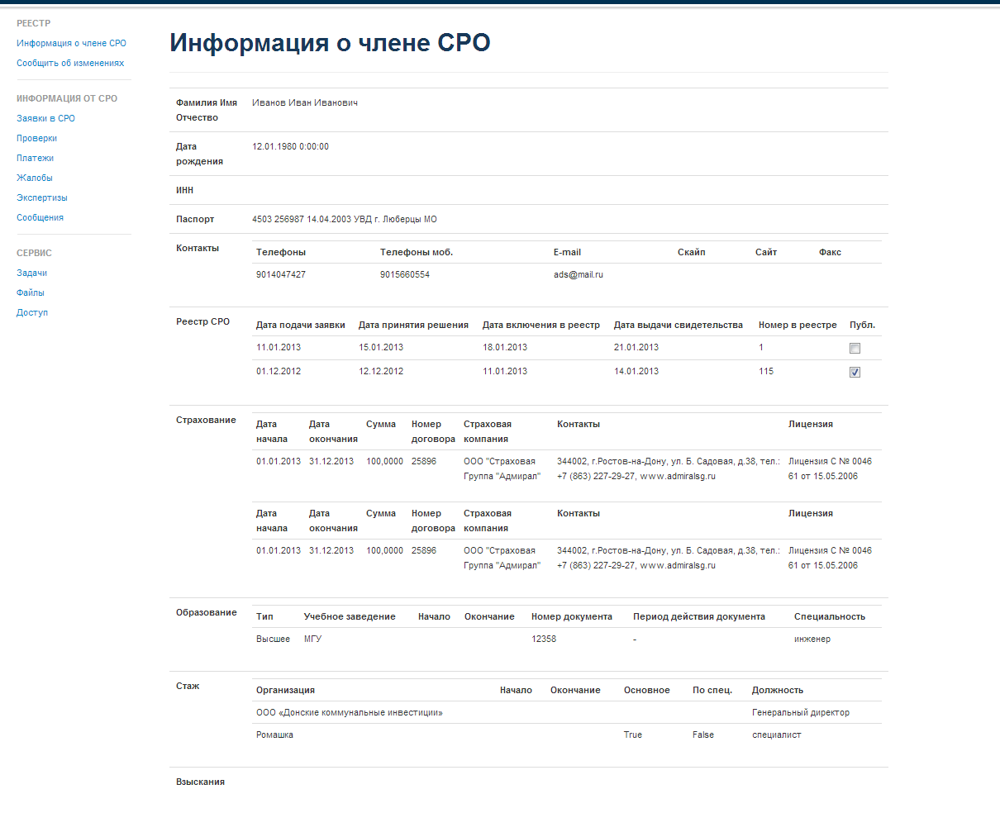 РЕЕСТР
Информация о члене СРО
Сообщить об изменениях
ИНФОРМАЦИЯ ОТ СРО
Заявки в СРО
Проверки
Платежи
Жалобы
Экспертизы
Сообщения
СЕРВИС
Задачи
Файлы
Доступ
Информация о члене СРО
Фамилия Имя Отчество Иванов Иван Иванович
Дата рождения 12.01.1980 0:00:00
ИНН
Паспорт 4503 256987 14.04.2003 УВД г. Люберцы МО
Контакты Телефоны Телефоны моб. E-mail Скайп Сайт Факс
9014047427 9015660554 ads@mail.ru
Реестр СРО Дата подачи заявки Дата принятия решения Дата включения в реестр Дата выдачи свидетельства Номер в реестре Публ.
11.01.2013 15.01.2013 18.01.2013 21.01.2013 1
01.12.2012 12.12.2012 11.01.2013 14.01.2013 115
Страхование Дата начала Дата окончания Сумма Номер договора Страховая компания Контакты Лицензия
01.01.2013 31.12.2013 100,0000 25896 ООО "Страховая Группа "Адмирал" 344002, г.Ростов-на-Дону, ул. Б. Садовая, д.38, тел.: +7 (863) 227-29-27, www.admiralsg.ru Лицензия С № 0046 61 от 15.05.2006
Дата начала Дата окончания Сумма Номер договора Страховая компания Контакты Лицензия
01.01.2013 31.12.2013 100,0000 25896 ООО "Страховая Группа "Адмирал" 344002, г.Ростов-на-Дону, ул. Б. Садовая, д.38, тел.: +7 (863) 227-29-27, www.admiralsg.ru Лицензия С № 0046 61 от 15.05.2006
Образование Тип Учебное заведение Начало Окончание Номер документа Период действия документа Специальность
Высшее МГУ 12358 - инженер
Стаж Организация Начало Окончание Основное По спец. Должность
ООО «Донские коммунальные инвестиции» Генеральный директор
Ромашка True False специалист
Взыскания